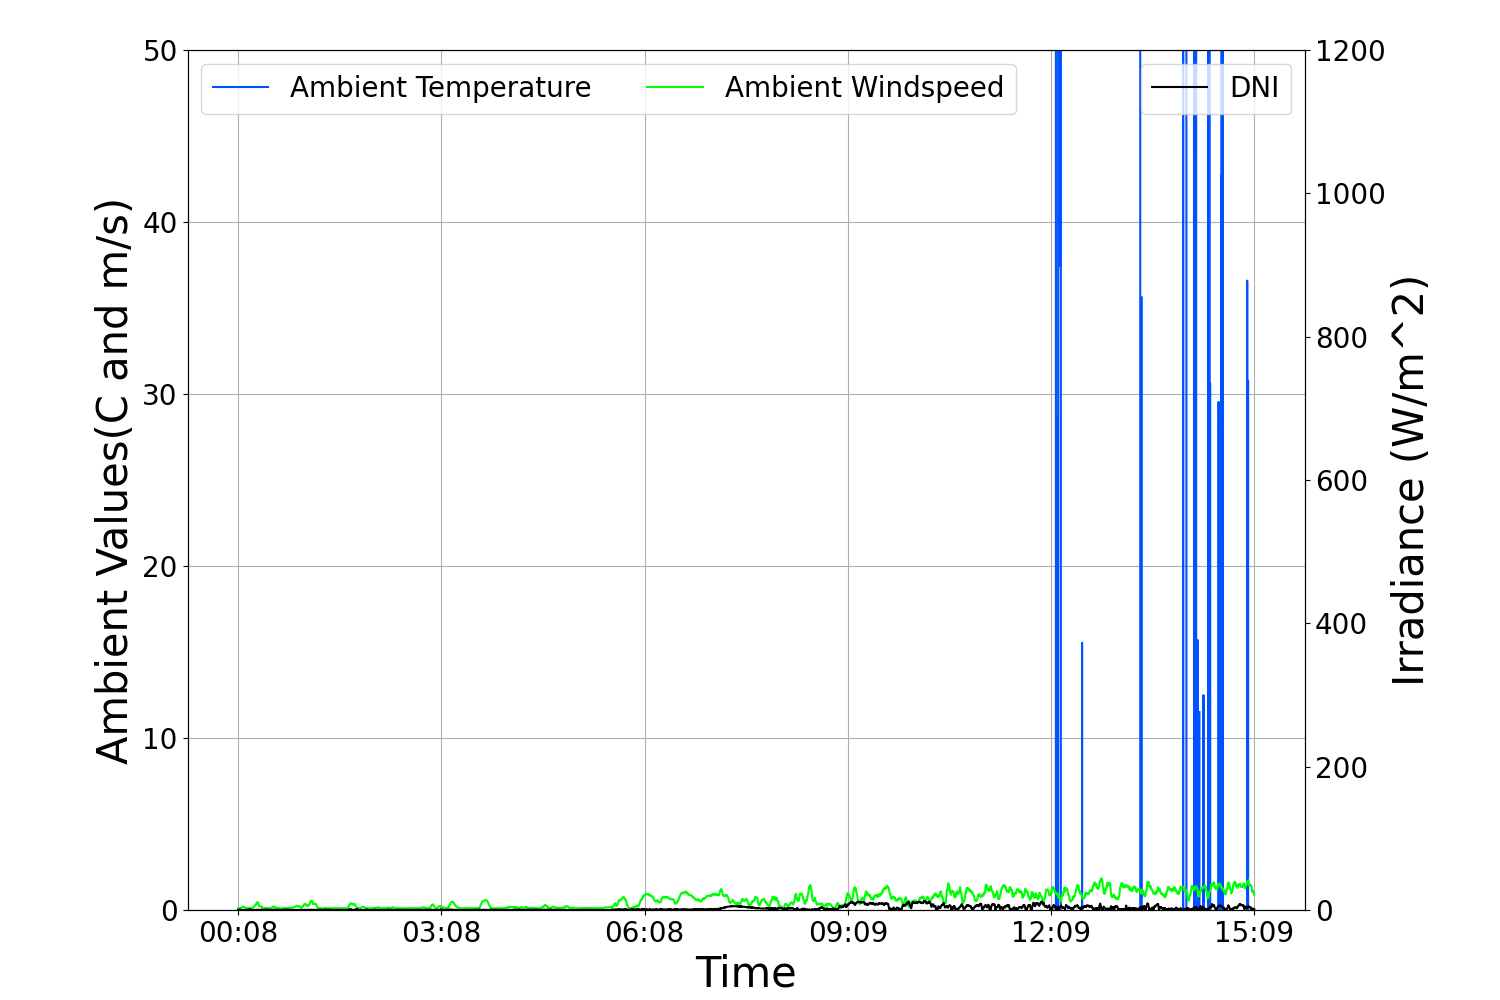 Ambient Temperature Ambient Windspeed DNI
50
40
30
20
10
0
Ambient Values(C and m/s)
1200
1000
800
600
400
200
0
Irradiance (W/m^2)
00:08 03:08 06:08 09:09 12:09 15:09
Time